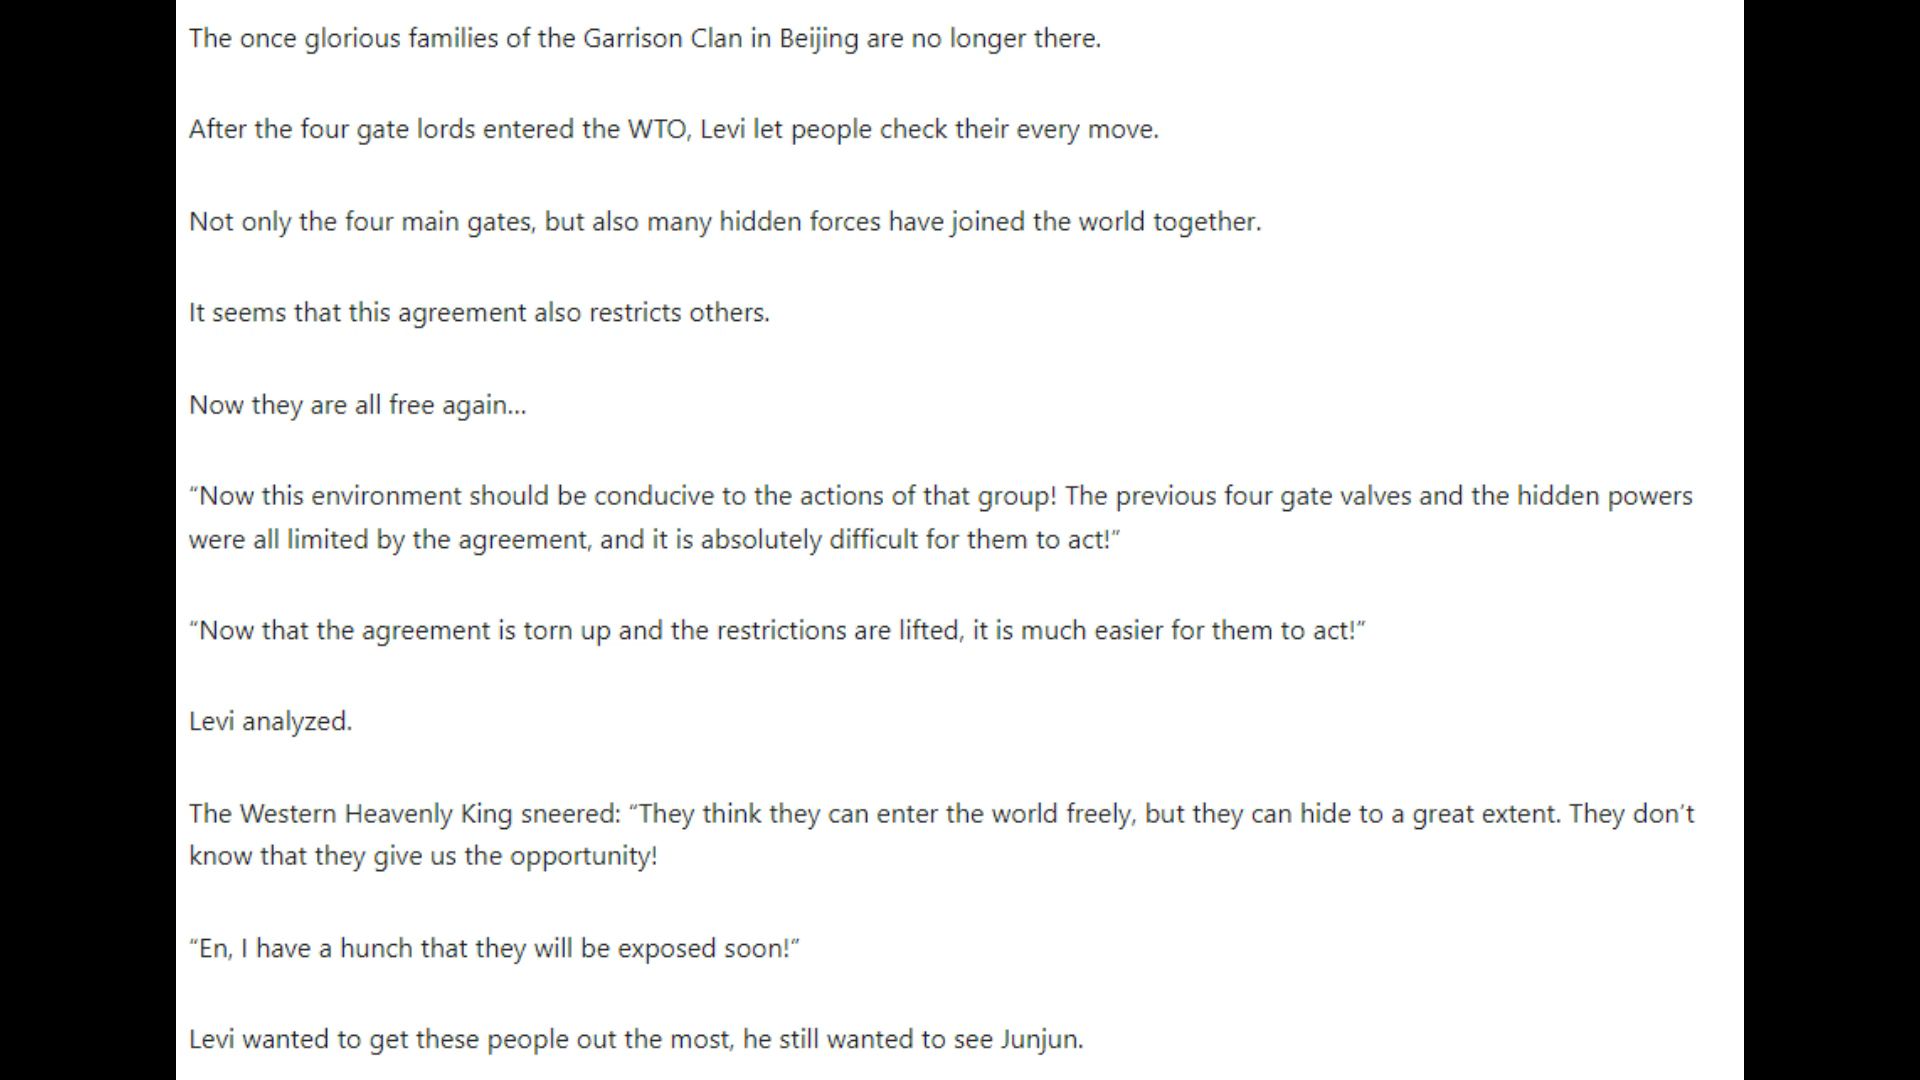 The once glorious families of the Garrison Clan in Beijing are no longer there.
After the four gate lords entered the WTO, Levi let people check their every move.
Not only the four main gates, but also many hidden forces have joined the world together.
It seems that this agreement also restricts others.
Now they are all free again…
“Now this environment should be conducive to the actions of that group! The previous four gate valves and the hidden powers
were all limited by the agreement, and it is absolutely difficult for them to act!”
“Now that the agreement is torn up and the restrictions are lifted, it is much easier for them to act!”
Levi analyzed.
The Western Heavenly King sneered: “They think they can enter the world freely, but they can hide to a great extent. They don’t
know that they give us the opportunity!
“En, I have a hunch that they will be exposed soon!”
Levi wanted to get these people out the most, he still wanted to see Junjun.